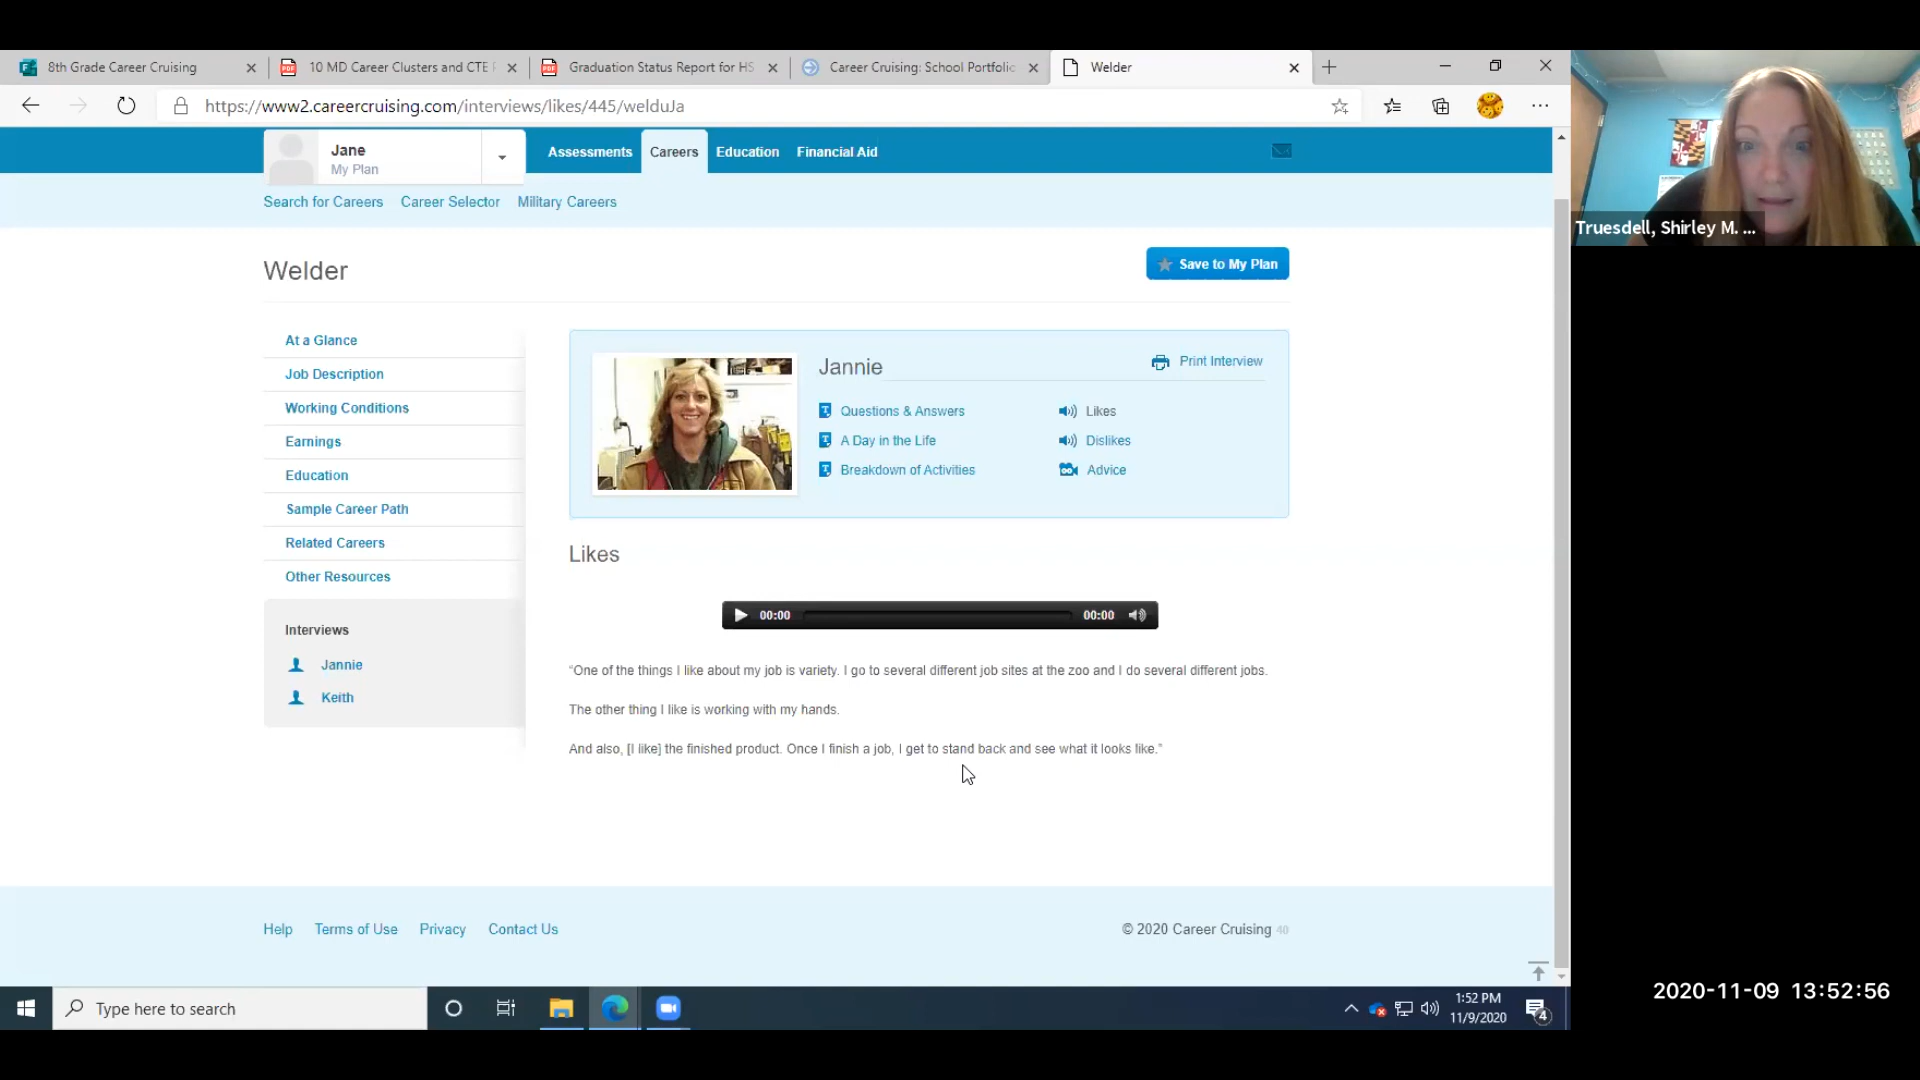 8th Grade Career Cruising
10 MD Career Clusters and CTE
Graduation Status Report for HS
Career Cruising: School Portfolio
Welder
https://www2.careercruising.com/interviews/likes/445/welduJa
Jane
My Plan
Assessments Careers Education Financial Aid
Search for Careers Career Selector Military Careers
Truesdell, Shirley M. ...
Welder
Save to My Plan
At a Glance
Job Description
Working Conditions
Earnings
Education
Sample Career Path
Related Careers
Other Resources
Interviews
Jannie
Keith
Jannie
Print Interview
Questions & Answers
A Day in the Life
Breakdown of Activities
Likes
Dislikes
Advice
Likes
00:00 00:00
“One of the things I like about my job is variety. I go to several different job sites at the zoo and I do several different jobs.
The other thing I like is working with my hands.
And also, [I like] the finished product. Once I finish a job, I get to stand back and see what it looks like.”
Help Terms of Use Privacy Contact Us
© 2020 Career Cruising 40
Type here to search
1:52 PM
11/9/2020
4
2020-11-09 13:52:56